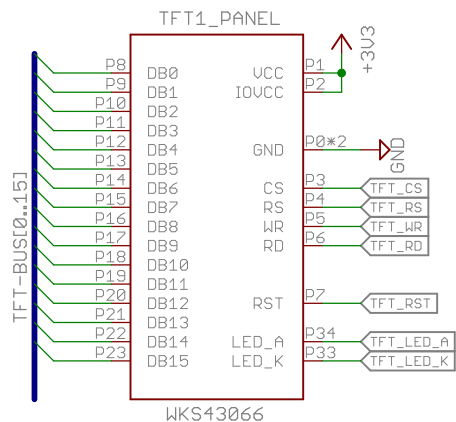 TFT1_PANEL
+3V3
TFT-BUS[0..15]
P8 DB0 VCC P1
P9 DB1 IOVCC P2
P10 DB2
P11 DB3
P12 DB4 GND P0*2 GND
P13 DB5
P14 DB6 CS P3 TFT_CS
P15 DB7 RS P4 TFT_RS
P16 DB8 WR P5 TFT_WR
P17 DB9 RD P6 TFT_RD
P18 DB10
P19 DB11
P20 DB12 RST P7 TFT_RST
P21 DB13
P22 DB14 LED_A P34 TFT_LED_A
P23 DB15 LED_K P33 TFT_LED_K
WKS43066